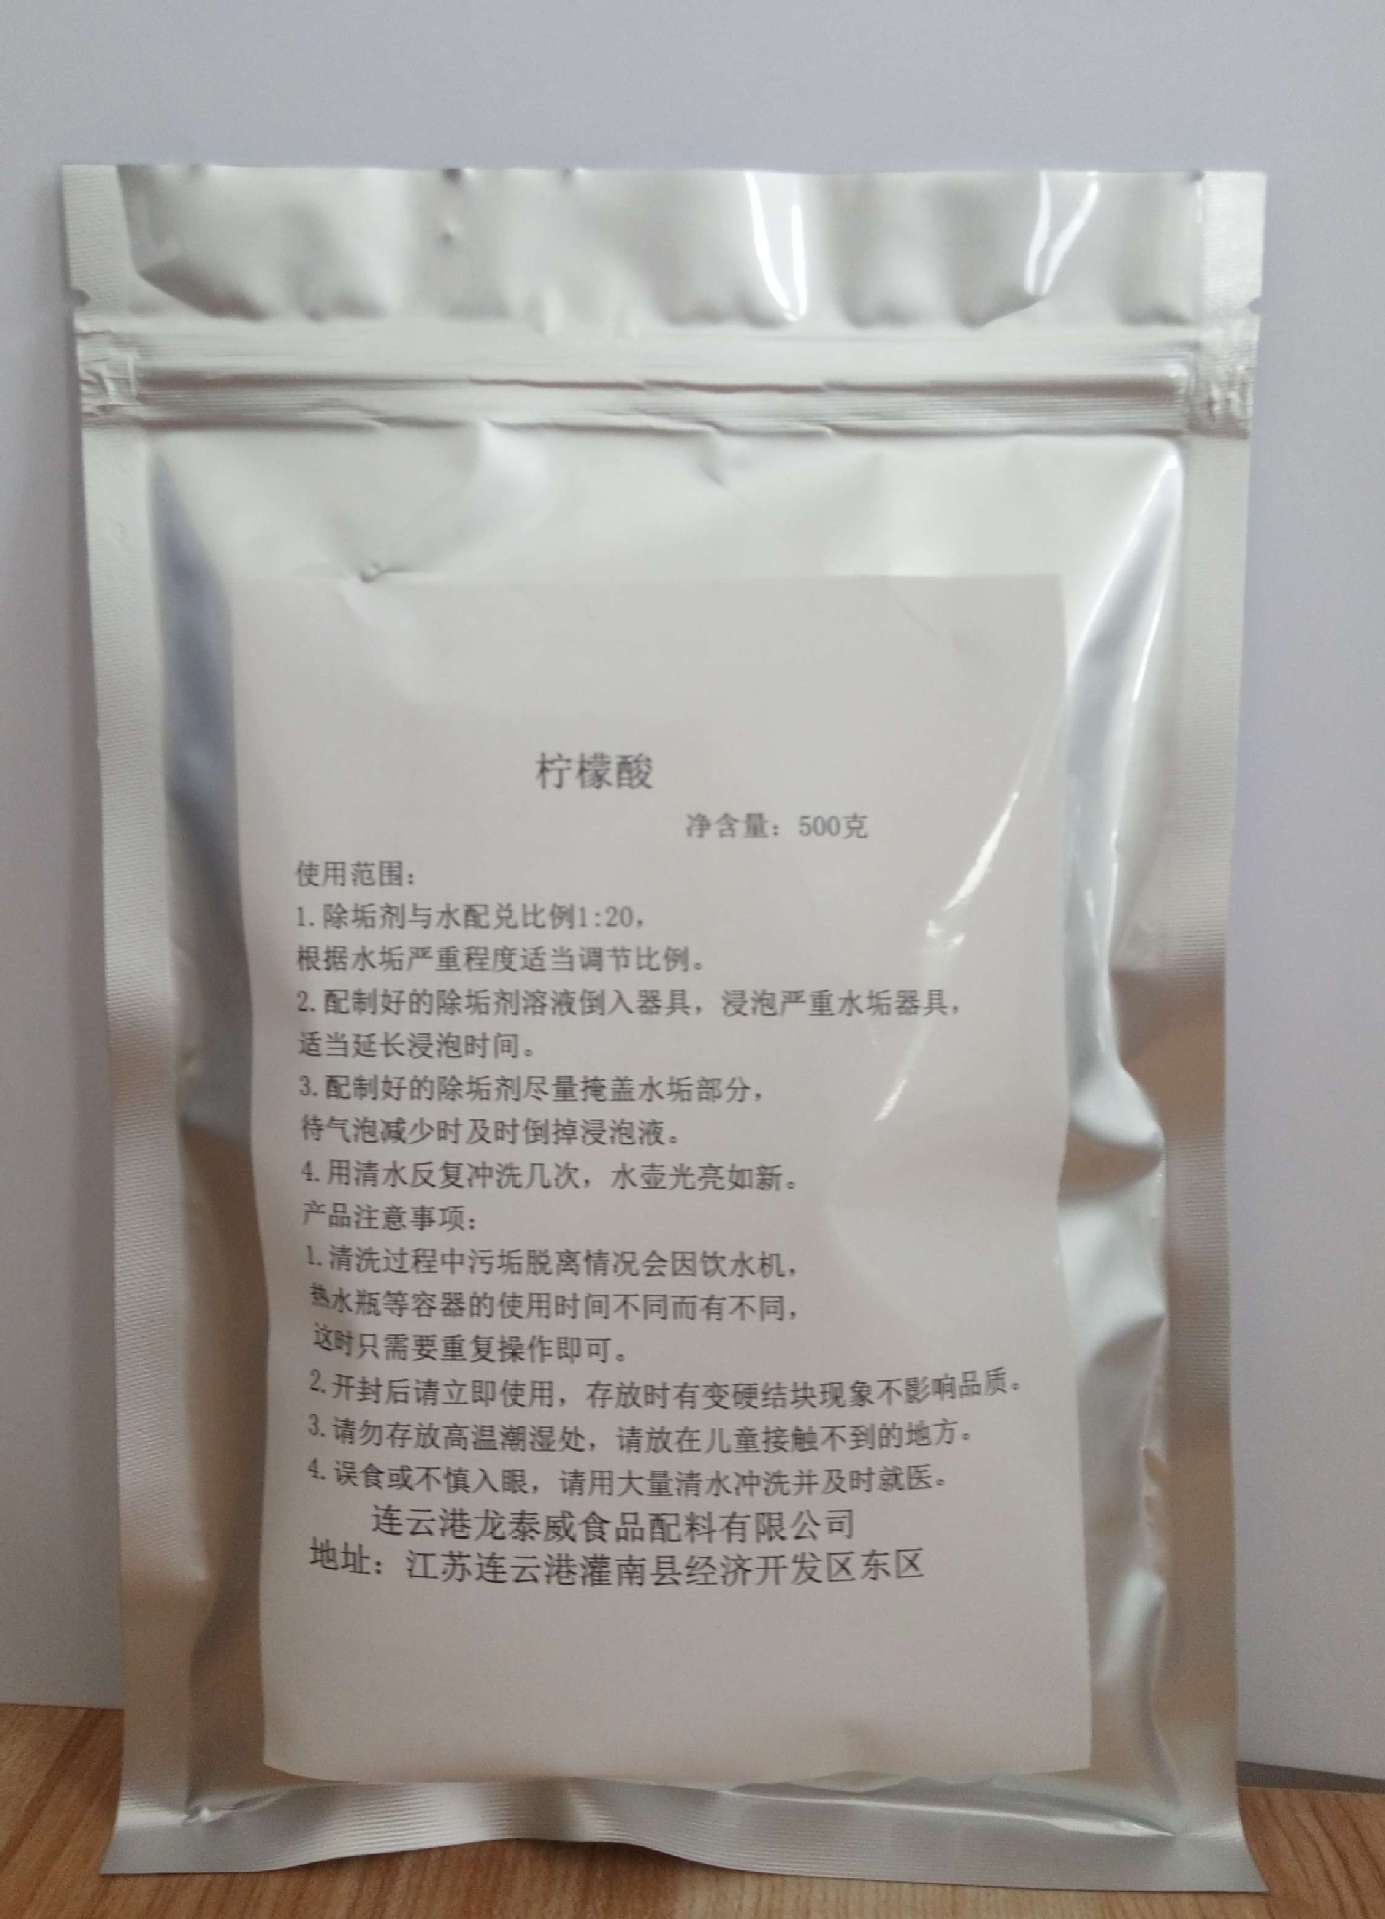 柠檬酸
净含量：500克
使用范围：
1.除垢剂与水配兑比例1:20，
根据水垢严重程度适当调节比例。
2.配制好的除垢剂溶液倒入器具，浸泡严重水垢器具，
适当延长浸泡时间。
3.配制好的除垢剂尽量掩盖水垢部分，
待气泡减少时及时倒掉浸泡液。
4.用清水反复冲洗几次，水壶光亮如新。
产品注意事项：
1.清洗过程中污垢脱离情况会因饮水机，
热水瓶等容器的使用时间不同而有不同，
这时只需要重复操作即可。
2.开封后请立即使用，存放时有变硬结块现象不影响品质。
3.请勿存放高温潮湿处，请放在儿童接触不到的地方。
4.误食或不慎入眼，请用大量清水冲洗并及时就医。
连云港龙泰威食品配料有限公司
地址：江苏连云港灌南县经济开发区东区